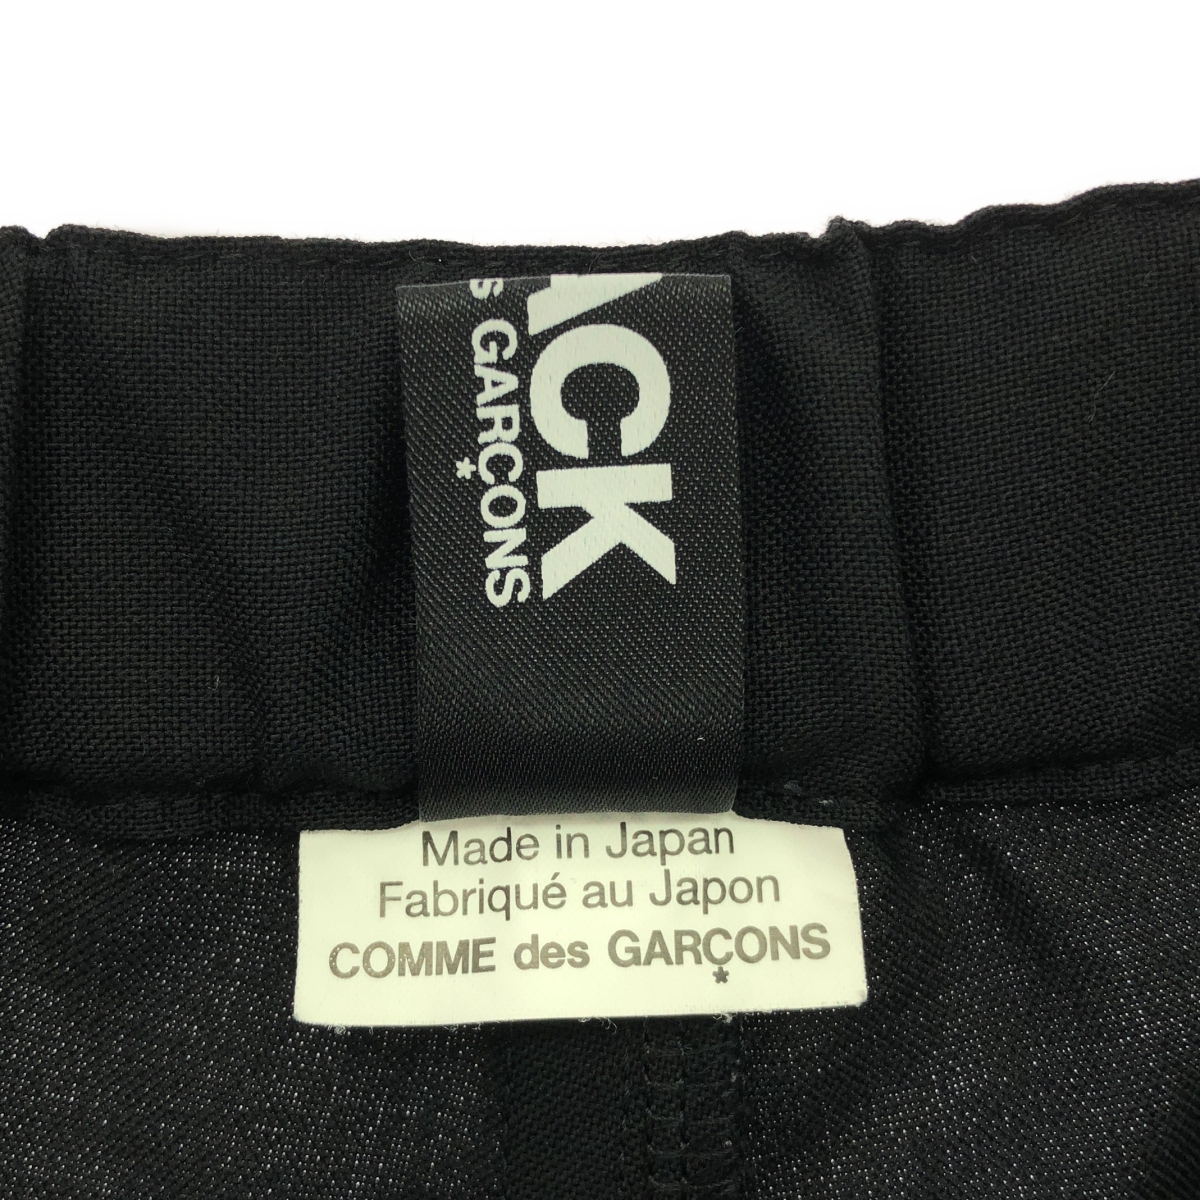 ACK
S GARÇONS
Made in Japan
Fabriqué au Japon
COMME des GARÇONS